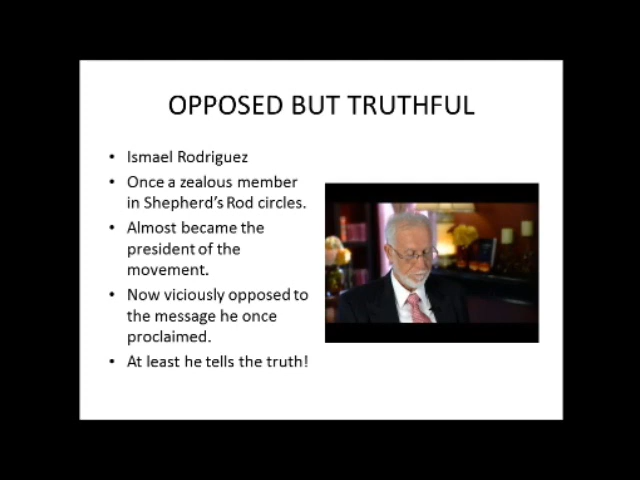 OPPOSED BUT TRUTHFUL
• Ismael Rodriguez
• Once a zealous member
in Shepherd's Rod circles.
• Almost became the
president of the
movement.
• Now viciously opposed to
the message he once
proclaimed.
• At least he tells the truth!